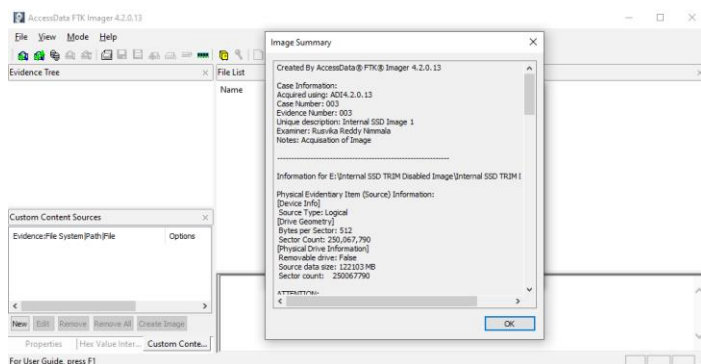 AccessData FTK Imager 4.2.0.13
File View Mode Help
Evidence Tree
File List
Name
Custom Content Sources
Evidence:File System|Path|File Options
New Edit Remove Remove All Create Image
Properties Hex Value Inter... Custom Conte...
For User Guide, press F1
Image Summary
Created By AccessData® FTK® Imager 4.2.0.13
Case Information:
Acquired using: ADI4.2.0.13
Case Number: 003
Evidence Number: 003
Unique description: Internal SSD Image 1
Examiner: Rusvika Reddy Nimmala
Notes: Acquisation of Image
--------------------------------------------------------------
Information for E:\Internal SSD TRIM Disabled Image\Internal SSD TRIM I
Physical Evidentiary Item (Source) Information:
[Device Info]
Source Type: Logical
[Drive Geometry]
Bytes per Sector: 512
Sector Count: 250,067,790
[Physical Drive Information]
Removable drive: False
Source data size: 122103 MB
Sector count: 250067790
ATTENTION:
OK